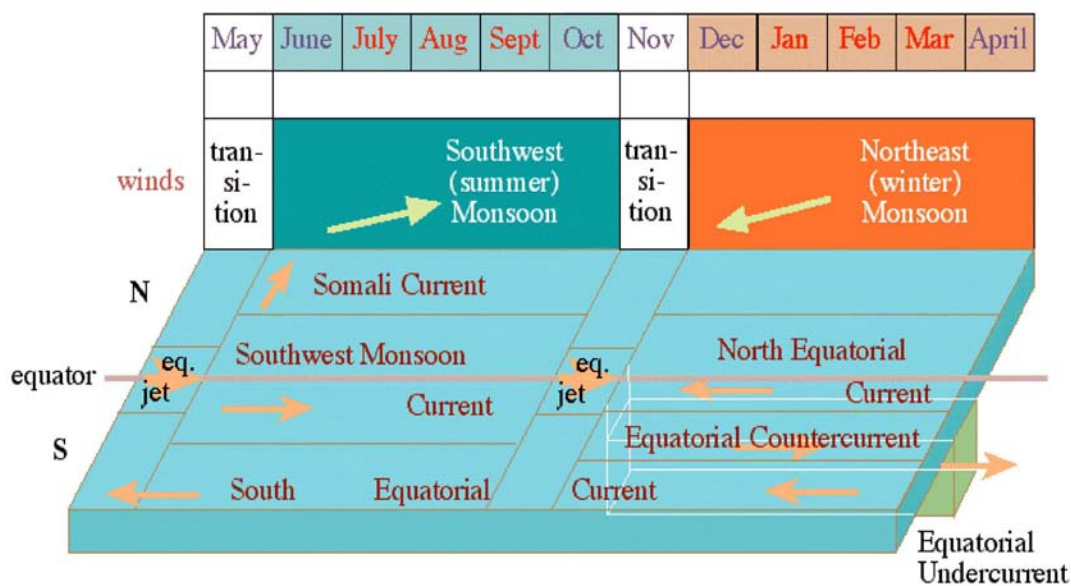 May June July Aug Sept Oct Nov Dec Jan Feb Mar April
winds
tran-
si-
tion
Southwest
(summer)
Monsoon
tran-
si-
tion
Northeast
(winter)
Monsoon
N
Somali Current
equator
eq.
jet
Southwest Monsoon
Current
eq.
jet
North Equatorial
Current
S
Equatorial Countercurrent
South Equatorial Current
Equatorial
Undercurrent